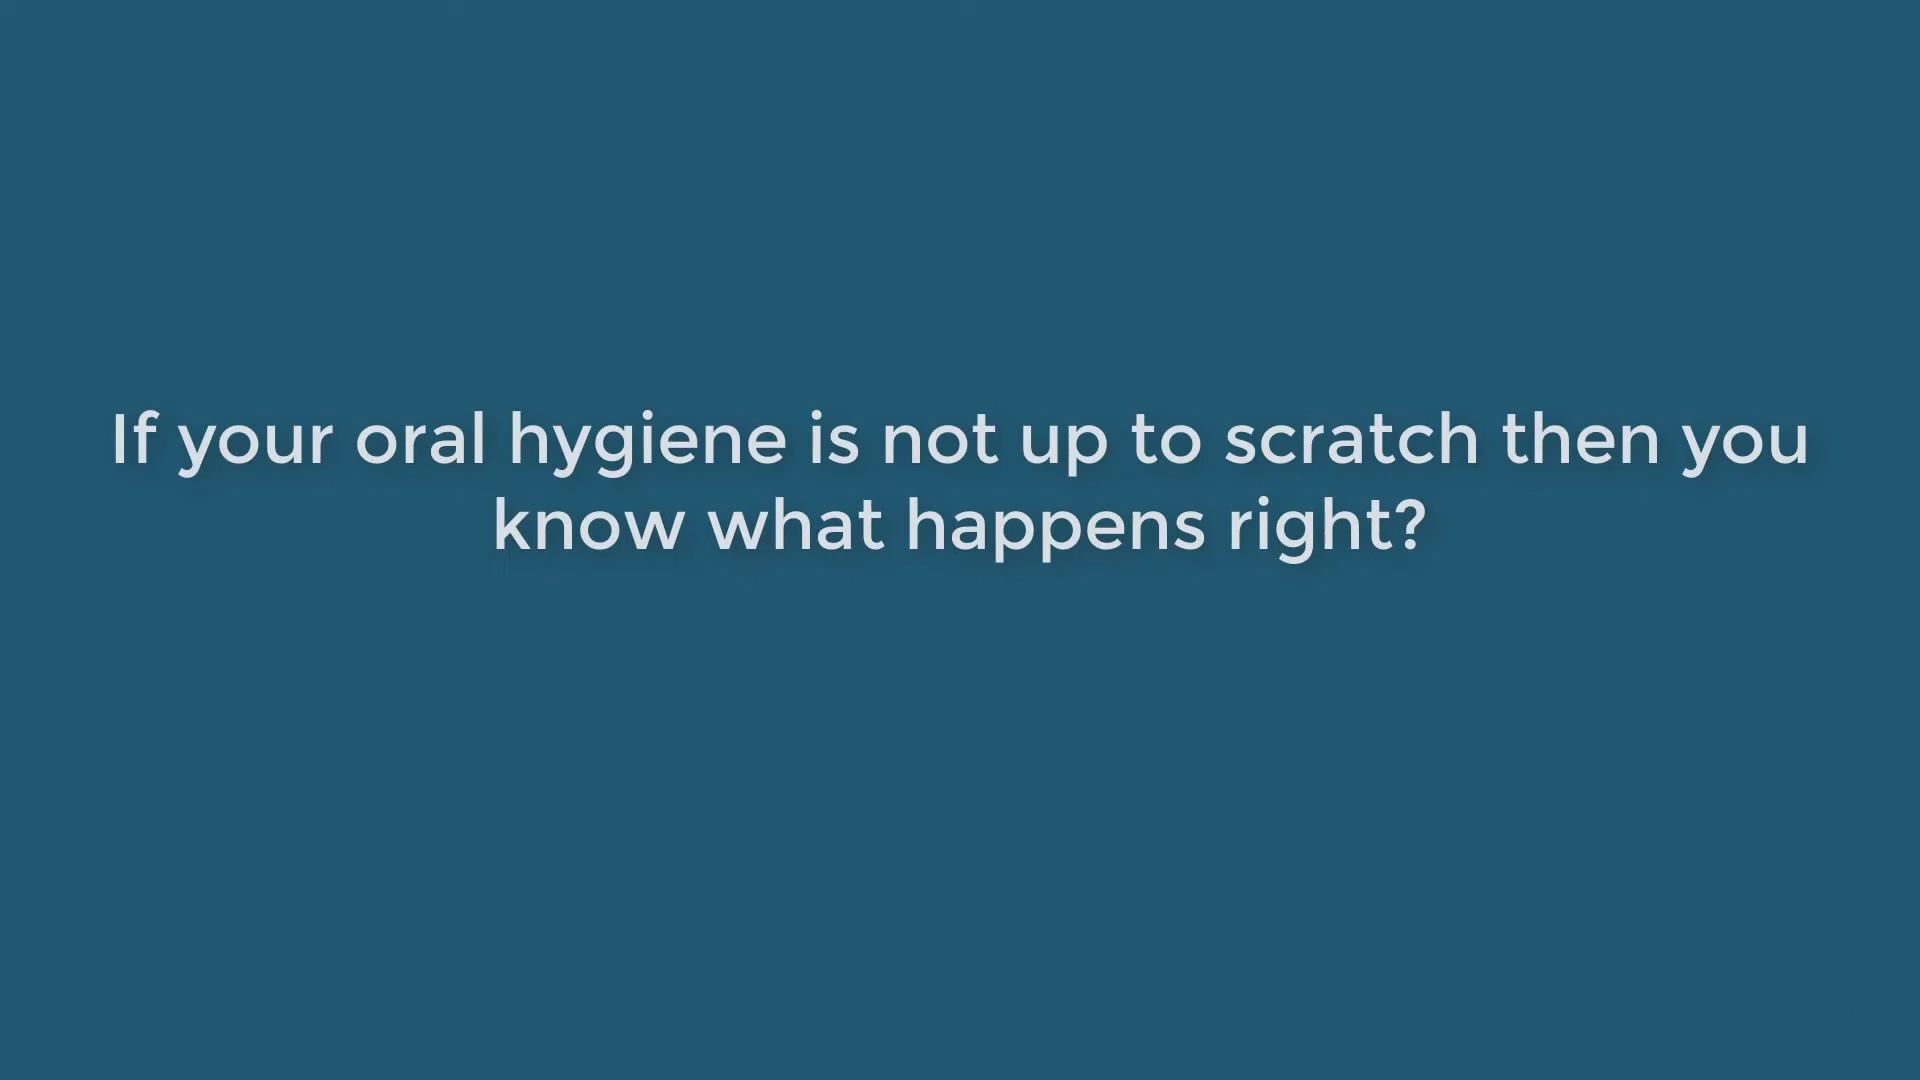 If your oral hygiene is not up to scratch then you
know what happens right?